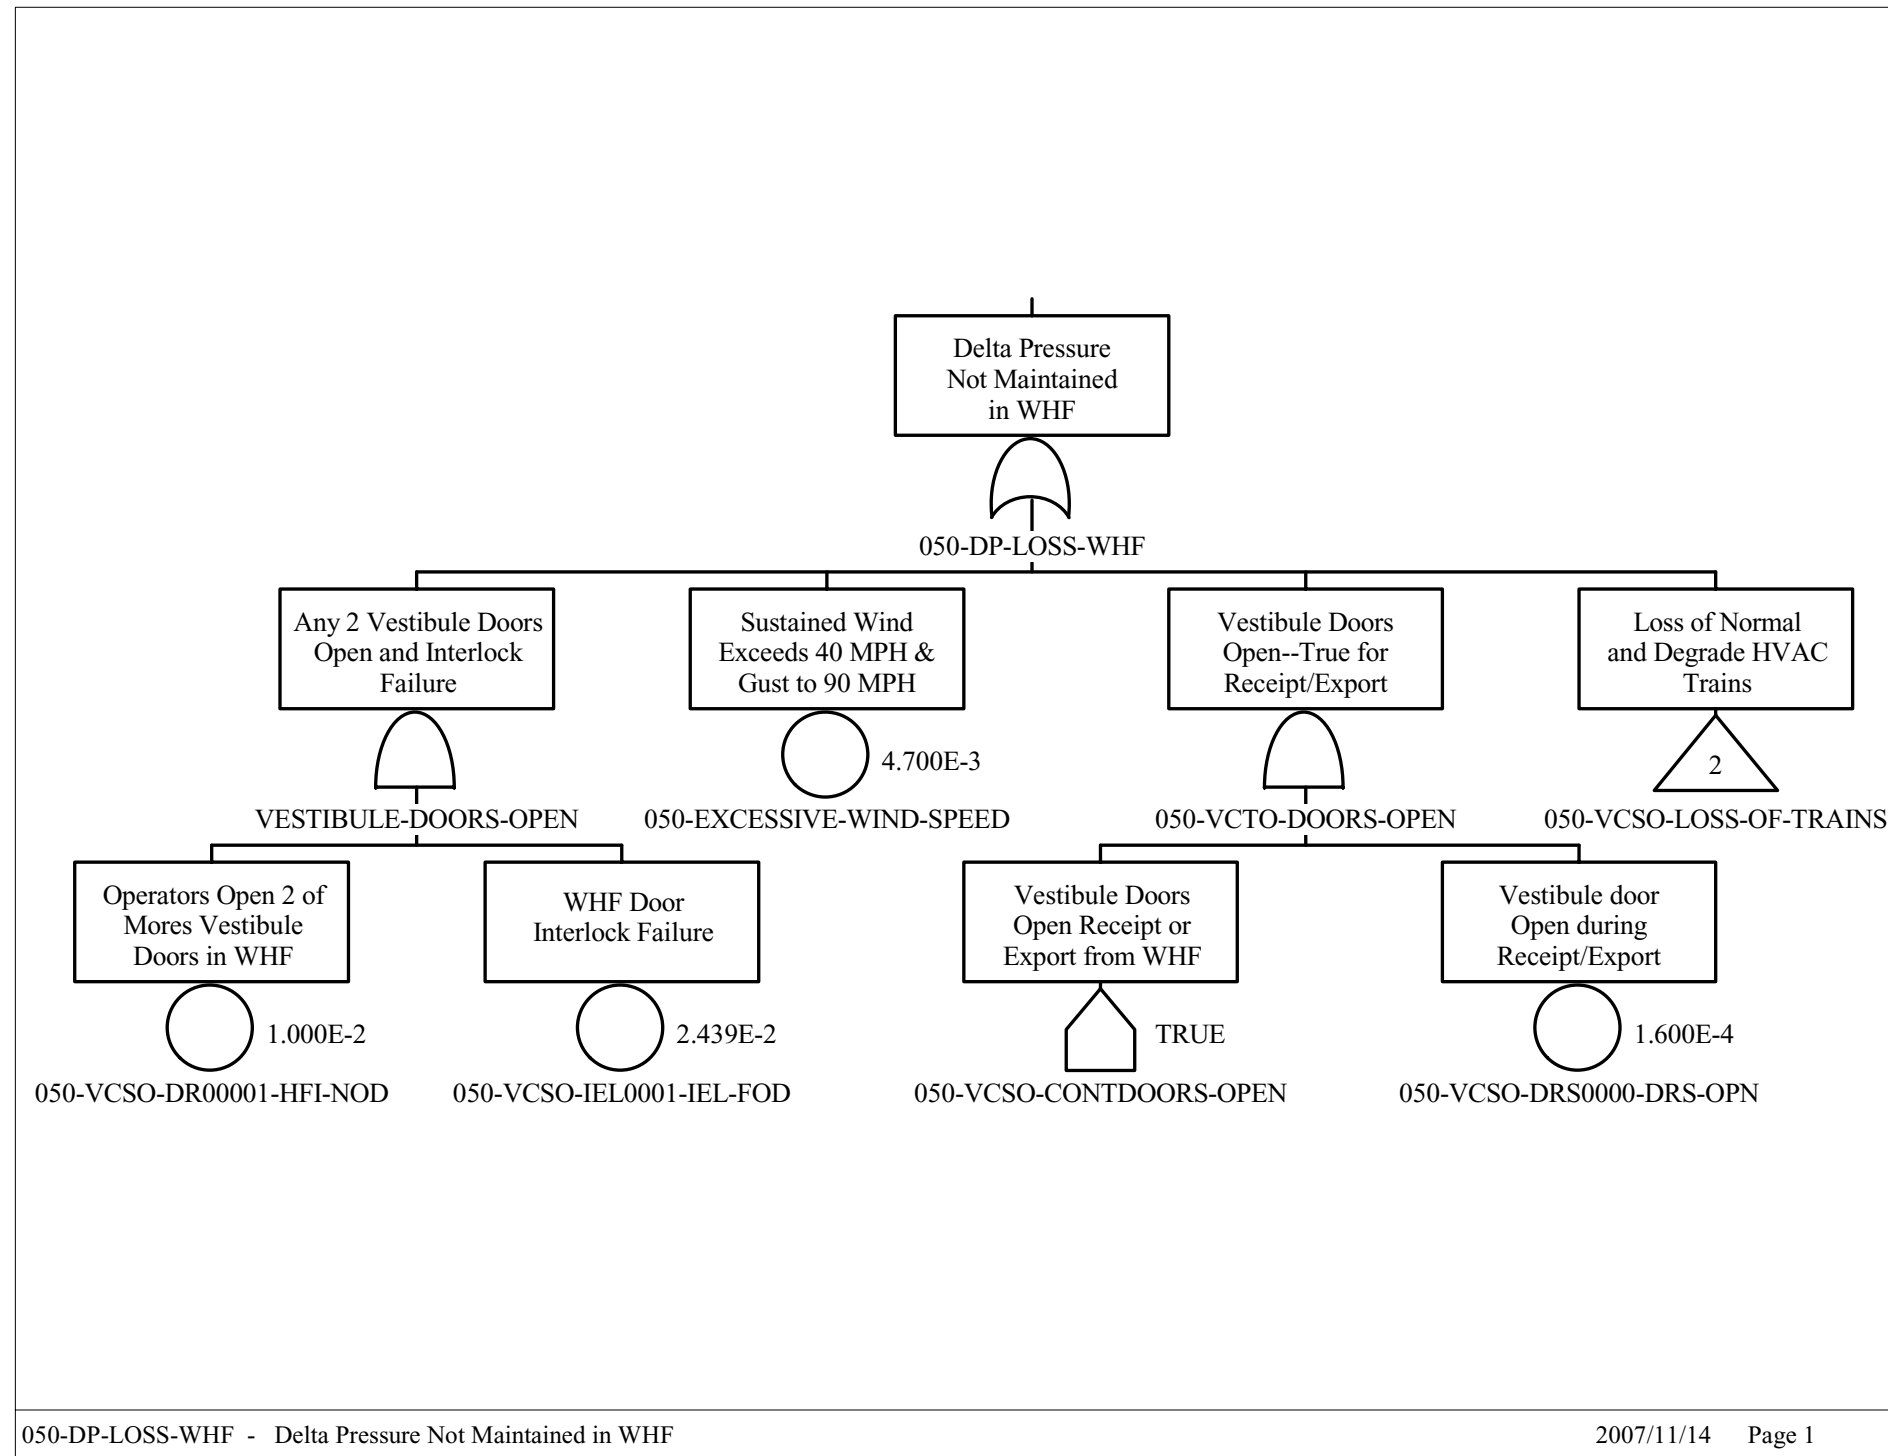 Delta Pressure
Not Maintained
in WHF
050-DP-LOSS-WHF
Any 2 Vestibule Doors
Open and Interlock
Failure
VESTIBULE-DOORS-OPEN
Sustained Wind
Exceeds 40 MPH &
Gust to 90 MPH
4.700E-3
050-EXCESSIVE-WIND-SPEED
Vestibule Doors
Open--True for
Receipt/Export
050-VCTO-DOORS-OPEN
Loss of Normal
and Degrade HVAC
Trains
2
050-VCSO-LOSS-OF-TRAINS
Operators Open 2 of
Mores Vestibule
Doors in WHF
1.000E-2
050-VCSO-DR00001-HFI-NOD
WHF Door
Interlock Failure
2.439E-2
050-VCSO-IEL0001-IEL-FOD
Vestibule Doors
Open Receipt or
Export from WHF
TRUE
050-VCSO-CONTDOORS-OPEN
Vestibule door
Open during
Receipt/Export
1.600E-4
050-VCSO-DRS0000-DRS-OPN
050-DP-LOSS-WHF - Delta Pressure Not Maintained in WHF
2007/11/14 Page 1